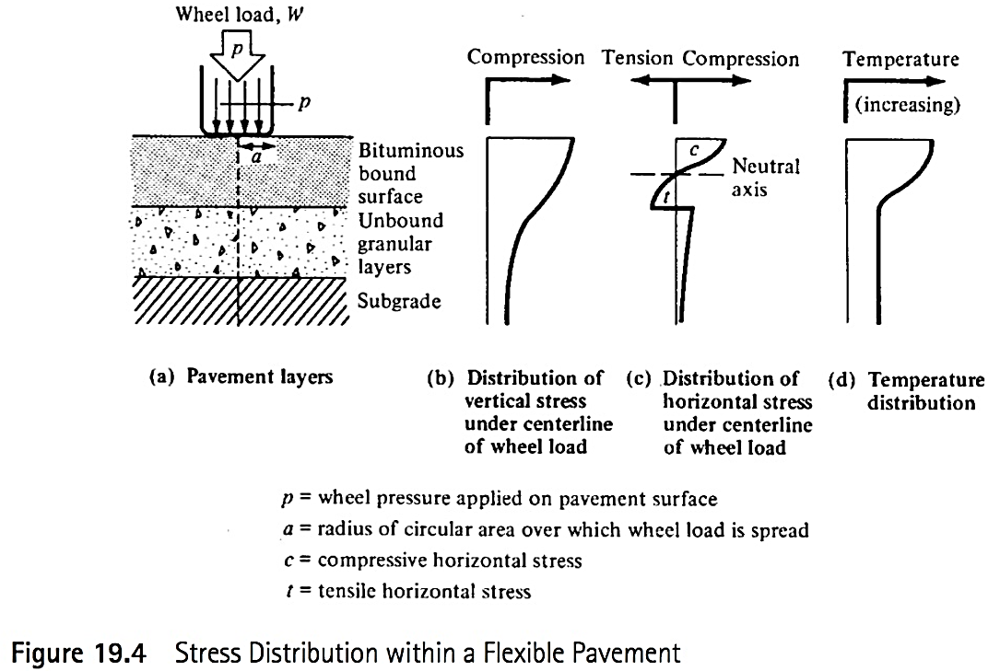 Wheel load, W
p
p
a
Bituminous
bound
surface
Unbound
granular
layers
Subgrade
Compression
Tension Compression
c
t
Neutral
axis
Temperature
(increasing)
(a) Pavement layers
(b) Distribution of
vertical stress
under centerline
of wheel load
(c) Distribution of
horizontal stress
under centerline
of wheel load
(d) Temperature
distribution
p = wheel pressure applied on pavement surface
a = radius of circular area over which wheel load is spread
c = compressive horizontal stress
t = tensile horizontal stress
Figure 19.4 Stress Distribution within a Flexible Pavement